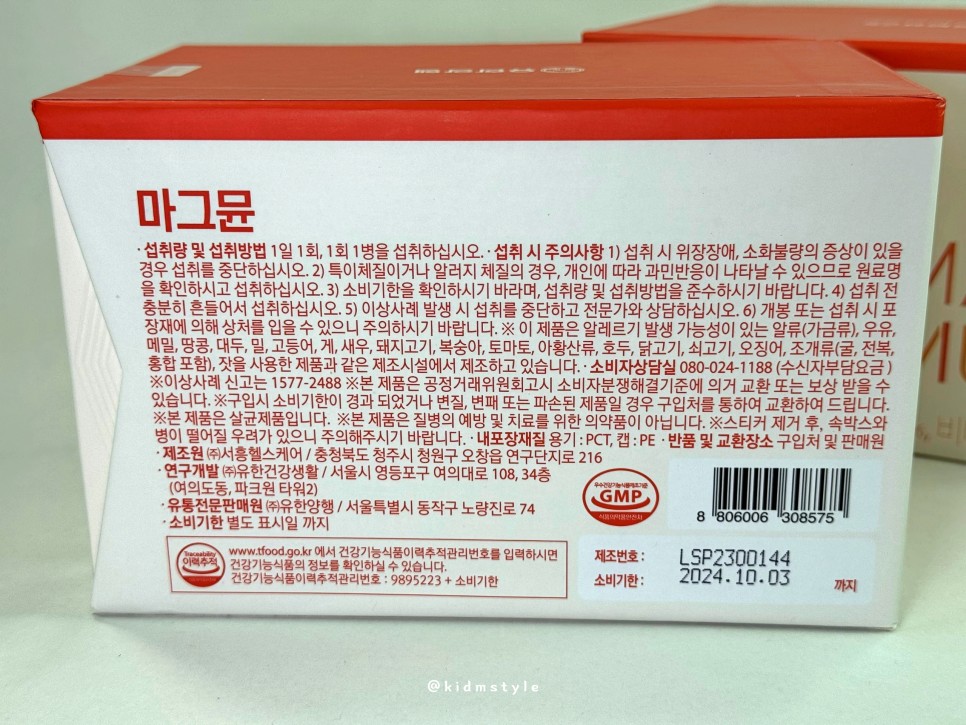 마그뮨
· 섭취량 및 섭취방법 1일 1회, 1회 1병을 섭취하십시오. · 섭취 시 주의사항 1) 섭취 시 위장장애, 소화불량의 증상이 있을
경우 섭취를 중단하십시오. 2) 특이체질이거나 알러지 체질의 경우, 개인에 따라 과민반응이 나타날 수 있으므로 원료명
을 확인하시고 섭취하십시오. 3) 소비기한을 확인하시기 바라며, 섭취량 및 섭취방법을 준수하시기 바랍니다. 4) 섭취 전
충분히 흔들어서 섭취하십시오. 5) 이상사례 발생 시 섭취를 중단하고 전문가와 상담하십시오. 6) 개봉 또는 섭취 시 포
장재에 의해 상처를 입을 수 있으니 주의하시기 바랍니다. ※ 이 제품은 알레르기 발생 가능성이 있는 알류(가금류), 우유,
메밀, 땅콩, 대두, 밀, 고등어, 게, 새우, 돼지고기, 복숭아, 토마토, 아황산류, 호두, 닭고기, 쇠고기, 오징어, 조개류(굴, 전복,
홍합 포함), 잣을 사용한 제품과 같은 제조시설에서 제조하고 있습니다. · 소비자상담실 080-024-1188 (수신자부담요금 )
※이상사례 신고는 1577-2488 ※본 제품은 공정거래위원회고시 소비자분쟁해결기준에 의거 교환 또는 보상 받을 수
있습니다. ※구입시 소비기한이 경과 되었거나 변질, 변패 또는 파손된 제품일 경우 구입처를 통하여 교환하여 드립니다.
※본 제품은 살균제품입니다. ※본 제품은 질병의 예방 및 치료를 위한 의약품이 아닙니다. ※스티커 제거 후, 속박스와
병이 떨어질 우려가 있으니 주의해주시기 바랍니다. · 내포장재질 용기 : PCT, 캡 : PE · 반품 및 교환장소 구입처 및 판매원
· 제조원 ㈜서흥헬스케어 / 충청북도 청주시 청원구 오창읍 연구단지로 216
· 연구개발 ㈜유한건강생활 / 서울시 영등포구 여의대로 108, 34층
(여의도동, 파크원 타워2)
· 유통전문판매원 ㈜유한양행 / 서울특별시 동작구 노량진로 74
· 소비기한 별도 표시일 까지
우수건강기능식품제조기준
GMP
식품의약품안전처
8 806006 308575
Traceability
이력추적
www.tfood.go.kr 에서 건강기능식품이력추적관리번호를 입력하시면
건강기능식품의 정보를 확인하실 수 있습니다.
건강기능식품이력추적관리번호 : 9895223 + 소비기한
제조번호 : LSP2300144
소비기한 : 2024.10.03 까지
@kidmstyle